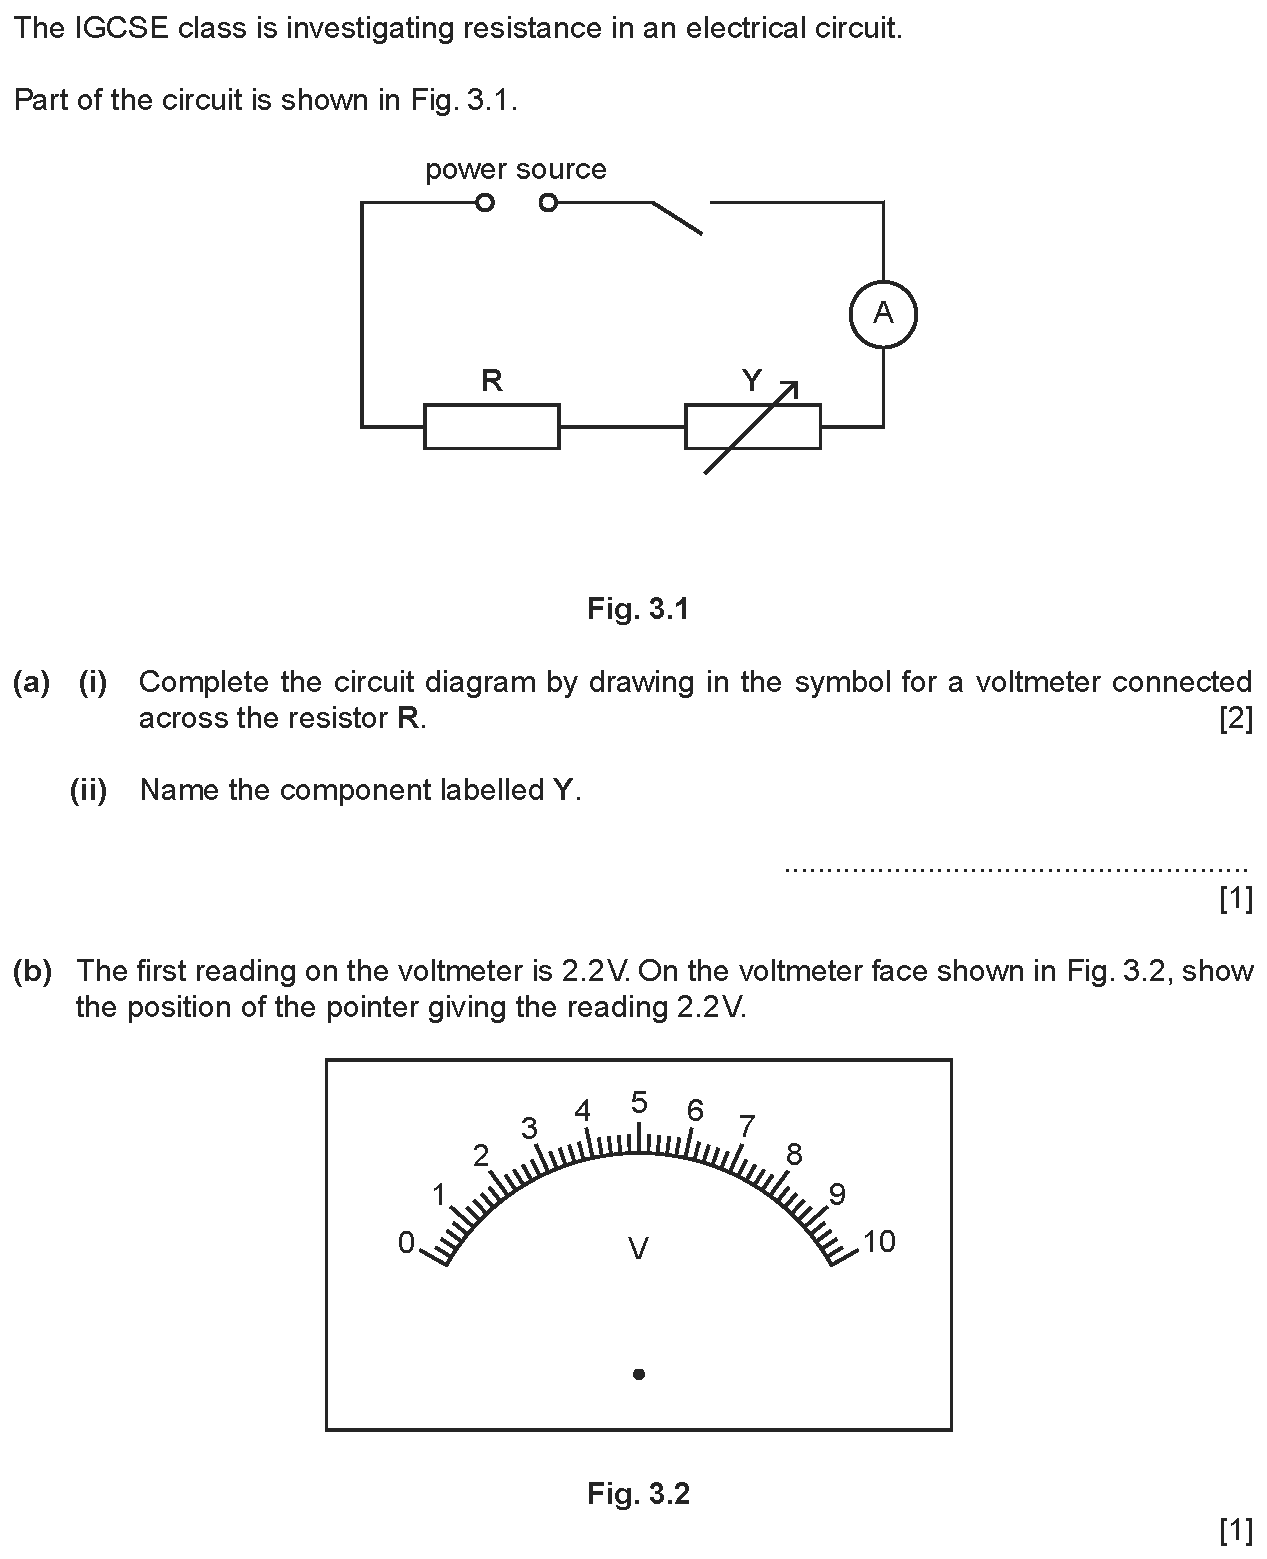 The IGCSE class is investigating resistance in an electrical circuit.
Part of the circuit is shown in Fig. 3.1.
power source
A
R
Y
Fig. 3.1
(a) (i) Complete the circuit diagram by drawing in the symbol for a voltmeter connected
across the resistor R. [2]
(ii) Name the component labelled Y.
......................................................
[1]
(b) The first reading on the voltmeter is 2.2V. On the voltmeter face shown in Fig. 3.2, show
the position of the pointer giving the reading 2.2V.
0 1 2 3 4 5 6 7 8 9 10
V
Fig. 3.2
[1]